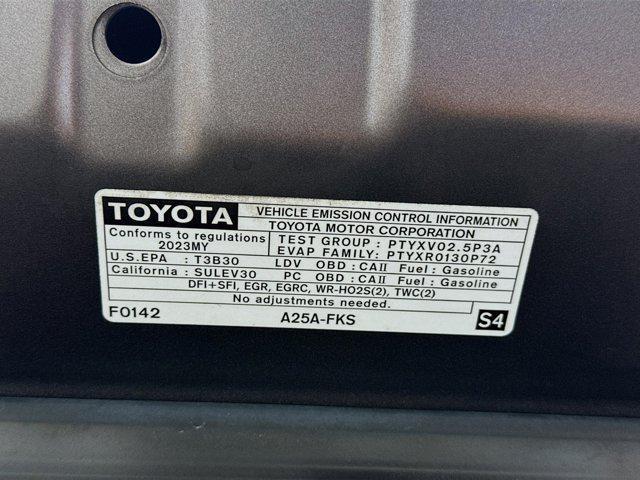 TOYOTA VEHICLE EMISSION CONTROL INFORMATION
TOYOTA MOTOR CORPORATION
Conforms to regulations
2023MY
TEST GROUP : PTYXV02.5P3A
EVAP FAMILY: PTYXR0130P72
U.S.EPA : T3B30 LDV OBD : CAII Fuel : Gasoline
California : SULEV30 PC OBD : CAII Fuel : Gasoline
DFI+SFI, EGR, EGRC, WR-HO2S(2), TWC(2)
No adjustments needed.
F0142 A25A-FKS S4